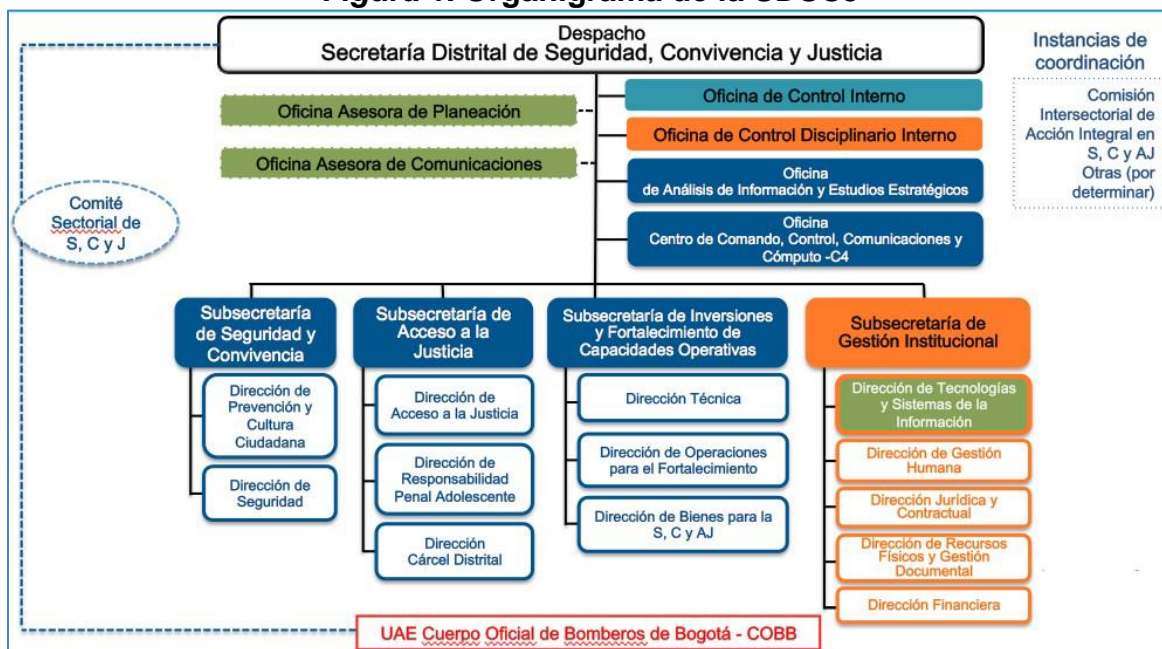 Despacho
Secretaría Distrital de Seguridad, Convivencia y Justicia
Instancias de
coordinación
Comisión
Intersectorial de
Acción Integral en
S, C y AJ
Otras (por
determinar)
Oficina Asesora de Planeación
Oficina Asesora de Comunicaciones
Oficina de Control Interno
Oficina de Control Disciplinario Interno
Oficina
de Análisis de Información y Estudios Estratégicos
Oficina
Centro de Comando, Control, Comunicaciones y
Cómputo -C4
Comité
Sectorial de
S, C y J
Subsecretaría
de Seguridad y
Convivencia
Dirección de
Prevención y
Cultura
Ciudadana
Dirección de
Seguridad
Subsecretaría de
Acceso a la
Justicia
Dirección de
Acceso a la Justicia
Dirección de
Responsabilidad
Penal Adolescente
Dirección
Cárcel Distrital
Subsecretaría de Inversiones
y Fortalecimiento de
Capacidades Operativas
Dirección Técnica
Dirección de Operaciones
para el Fortalecimiento
Dirección de Bienes para la
S, C y AJ
Subsecretaría de
Gestión Institucional
Dirección de Tecnologías
y Sistemas de la
Información
Dirección de Gestión
Humana
Dirección Jurídica y
Contractual
Dirección de Recursos
Físicos y Gestión
Documental
Dirección Financiera
UAE Cuerpo Oficial de Bomberos de Bogotá - COBB